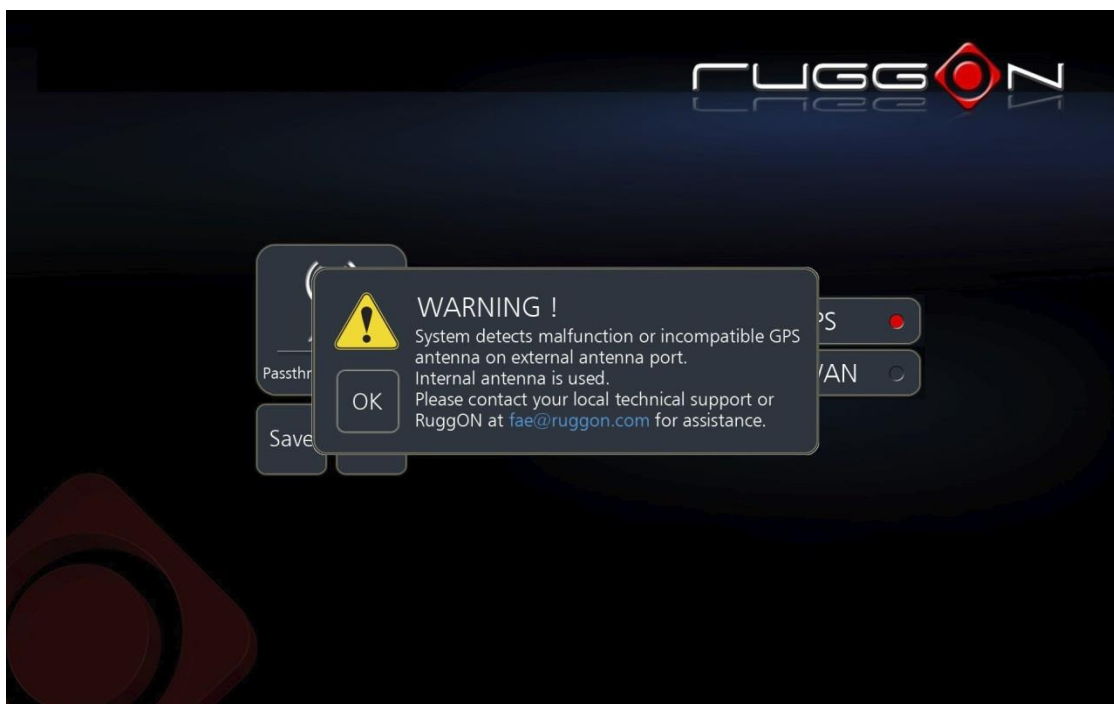 RUGGON
WARNING !
System detects malfunction or incompatible GPS
antenna on external antenna port.
Internal antenna is used.
Please contact your local technical support or
RuggON at fae@ruggon.com for assistance.
OK
Passthr
Save
PS
VAN